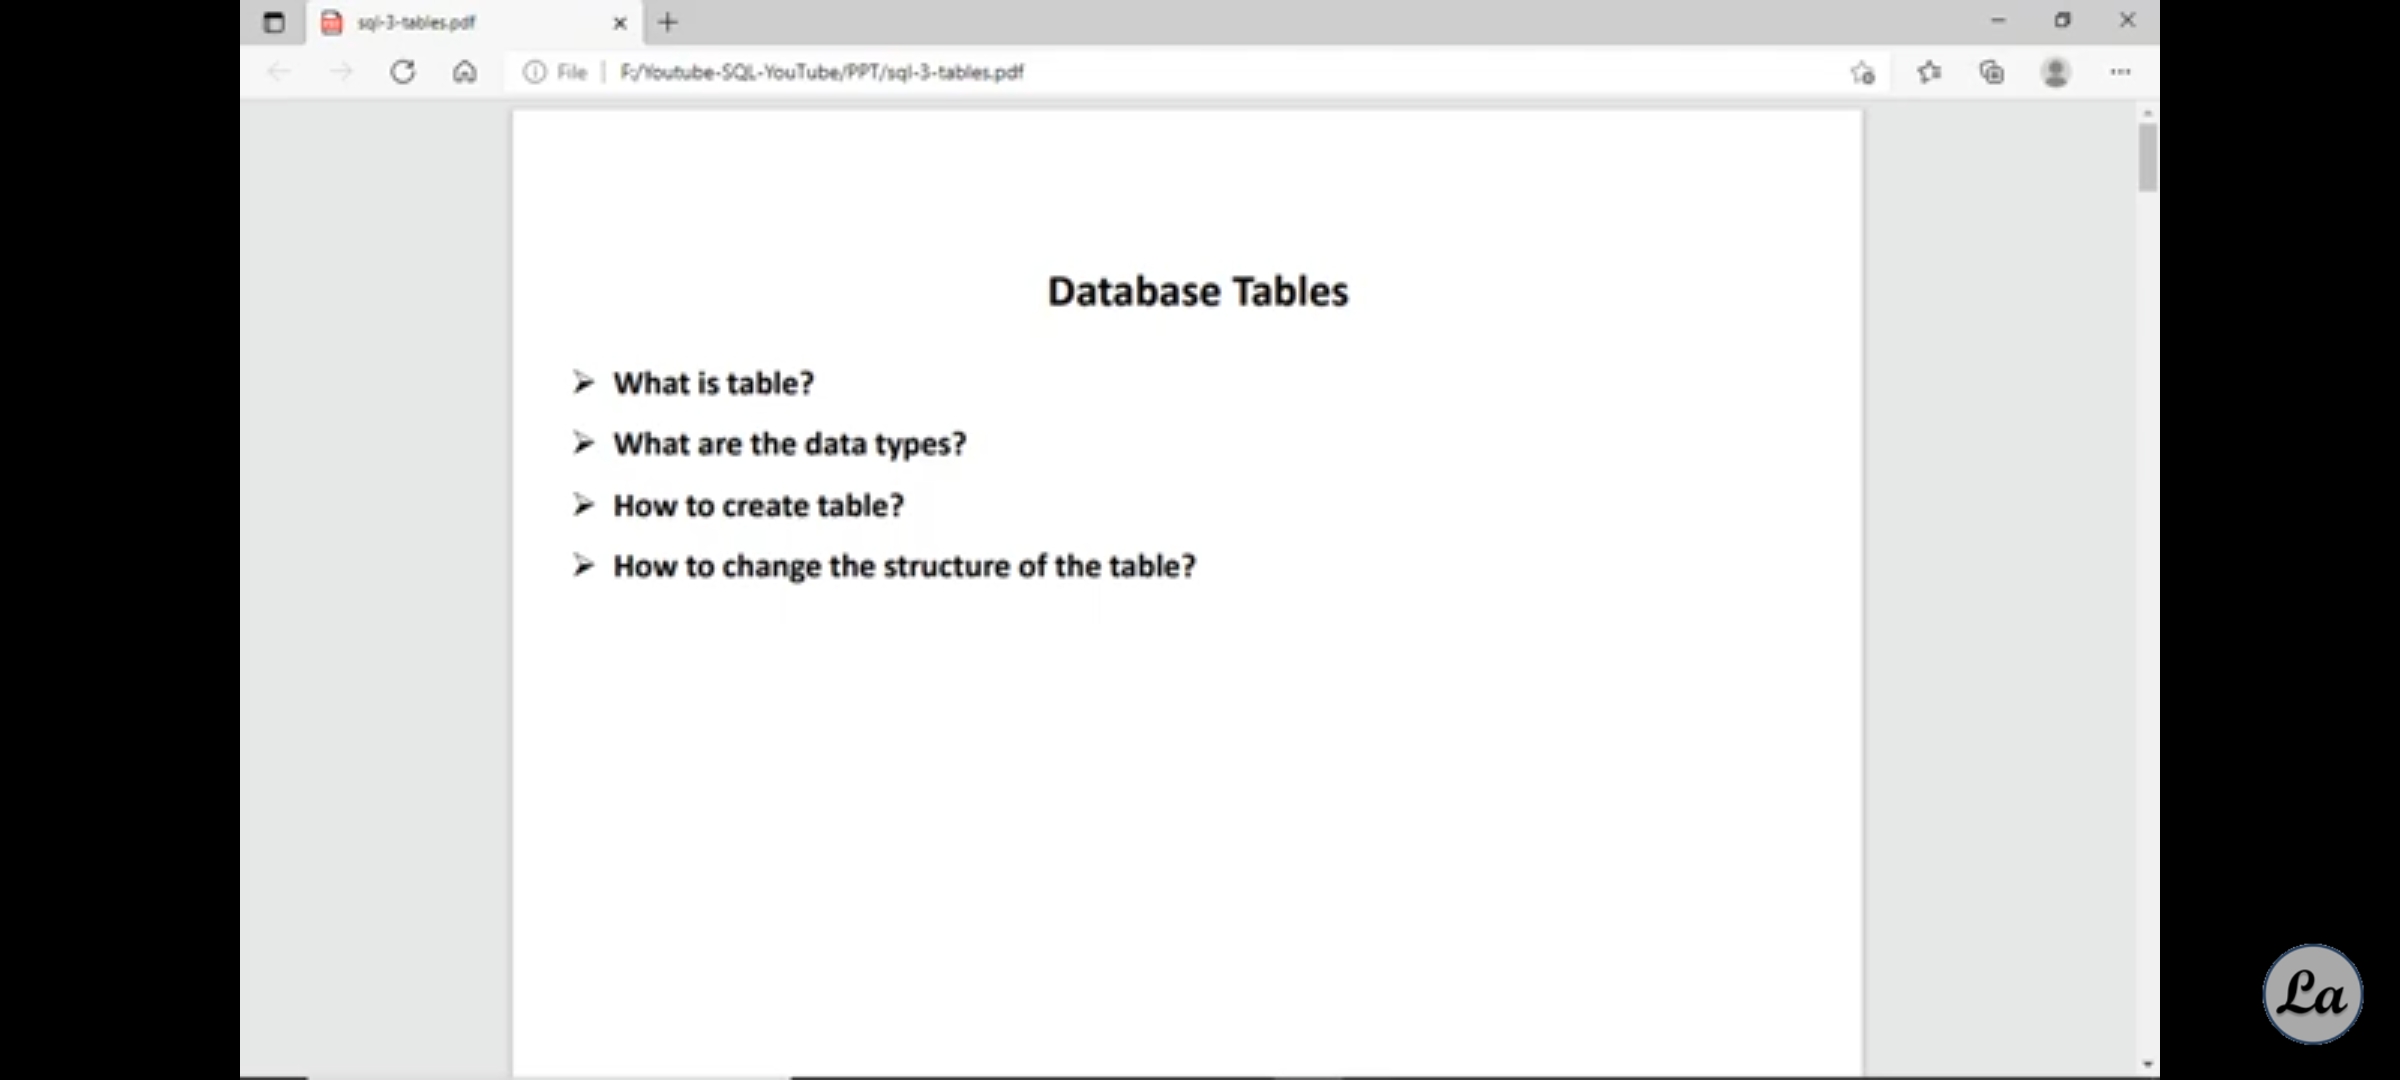 sql-3-tables.pdf
File
F:/Youtube-SQL-YouTube/PPT/sql-3-tables.pdf
Database Tables
➢ What is table?
➢ What are the data types?
➢ How to create table?
➢ How to change the structure of the table?
La